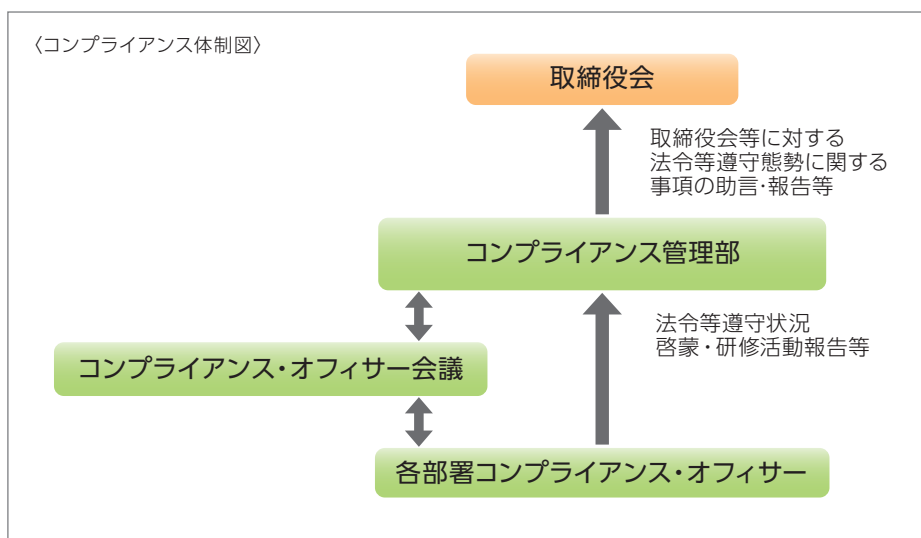 〈コンプライアンス体制図〉
取締役会
取締役会等に対する
法令等遵守態勢に関する
事項の助言・報告等
コンプライアンス管理部
法令等遵守状況
啓蒙・研修活動報告等
コンプライアンス・オフィサー会議
各部署コンプライアンス・オフィサー